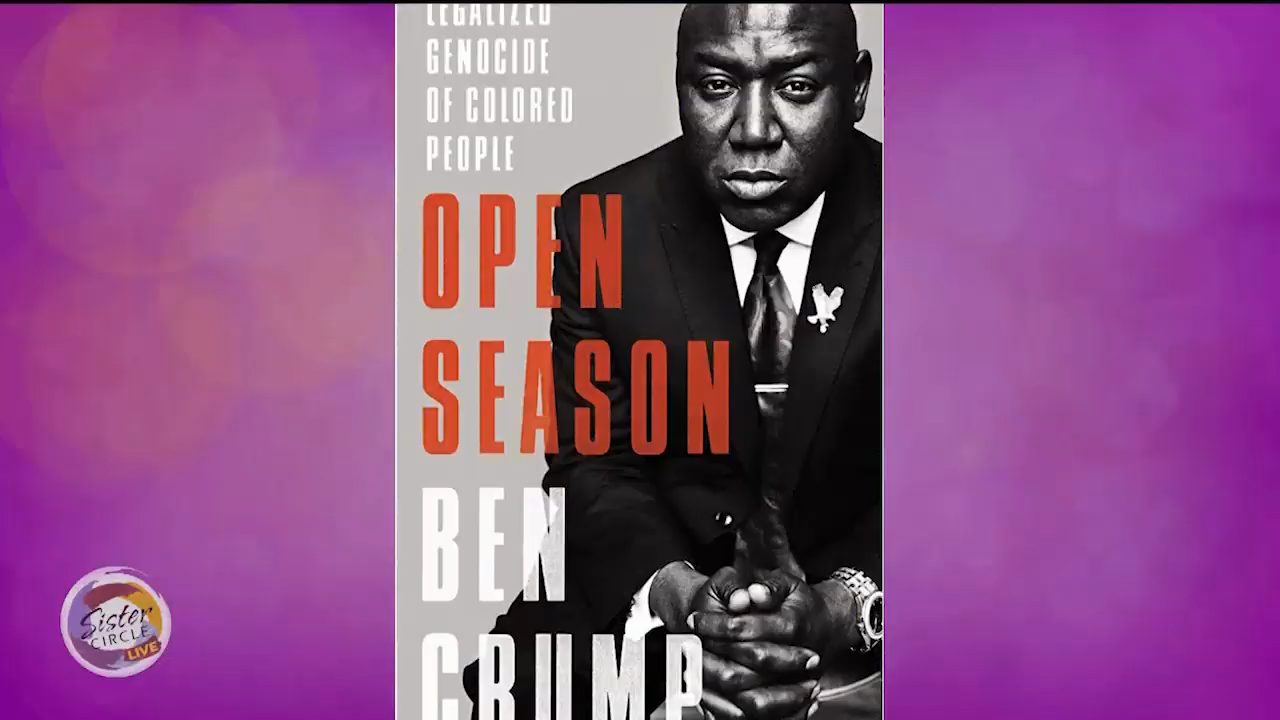 LEGALIZED
GENOCIDE
OF COLORED
PEOPLE
OPEN
SEASON
BEN
CRUMP
Sister
CIRCLE
LIVE